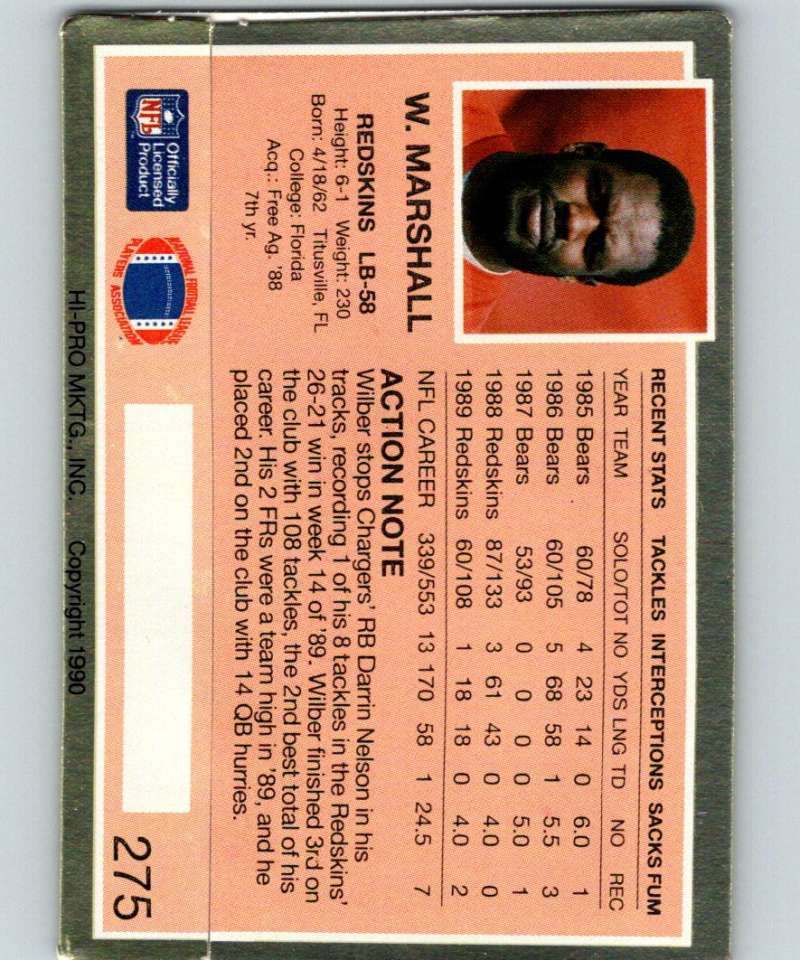 W. MARSHALL
REDSKINS LB-58
Height: 6-1 Weight: 230
Born: 4/18/62 Titusville, FL
College: Florida
Acq.: Free Ag. '88
7th yr.
NFL
Officially
Licensed
Product
NATIONAL FOOTBALL LEAGUE
PLAYERS ASSOCIATION
RECENT STATS TACKLES INTERCEPTIONS SACKS FUM
YEAR TEAM SOLO/TOT NO YDS LNG TD NO REC
1985 Bears 60/78 4 23 14 0 6.0 1
1986 Bears 60/105 5 68 58 1 5.5 3
1987 Bears 53/93 0 0 0 0 5.0 1
1988 Redskins 87/133 3 61 43 0 4.0 0
1989 Redskins 60/108 1 18 18 0 4.0 2
NFL CAREER 339/553 13 170 58 1 24.5 7
ACTION NOTE
Wilber stops Chargers' RB Darrin Nelson in his
tracks, recording 1 of his 8 tackles in the Redskins'
26-21 win in week 14 of '89. Wilber finished 3rd on
the club with 108 tackles, the 2nd best total of his
career. His 2 FRs were a team high in '89, and he
placed 2nd on the club with 14 QB hurries.
275
HI-PRO MKTG., INC. Copyright 1990